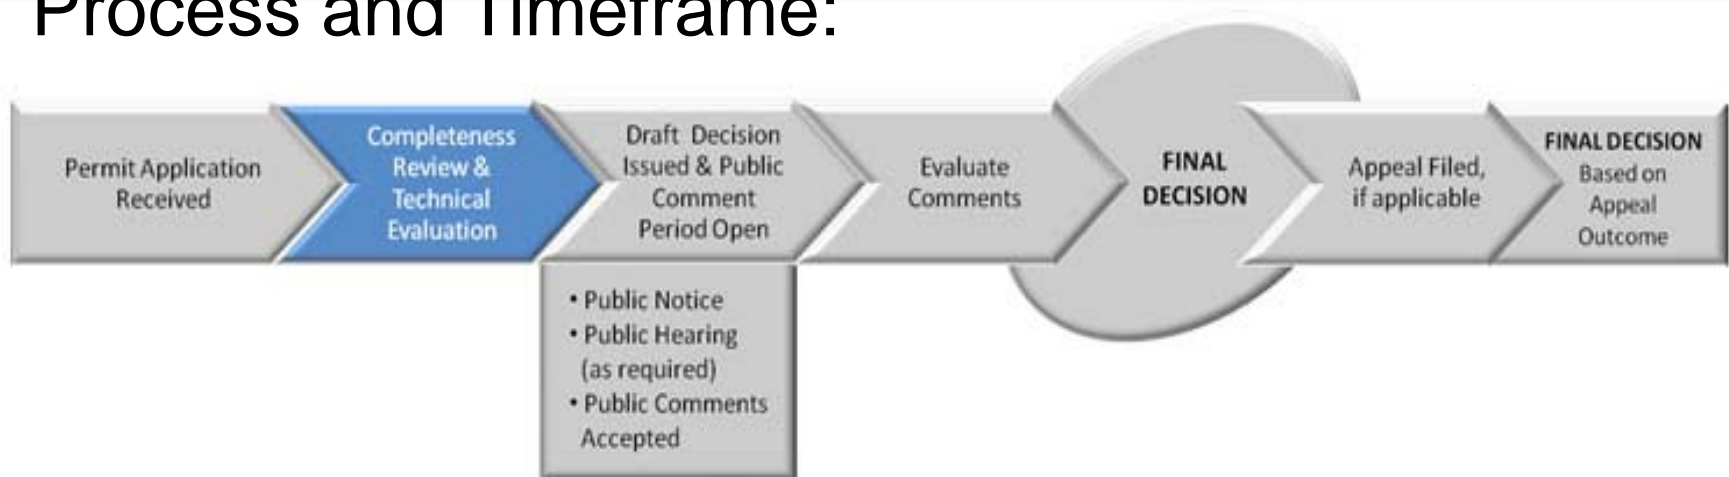 Process and Timeframe:
Permit Application
Received
Completeness
Review &
Technical
Evaluation
Draft Decision
Issued & Public
Comment
Period Open
• Public Notice
• Public Hearing
(as required)
• Public Comments
Accepted
Evaluate
Comments
FINAL
DECISION
Appeal Filed,
if applicable
FINAL DECISION
Based on
Appeal
Outcome